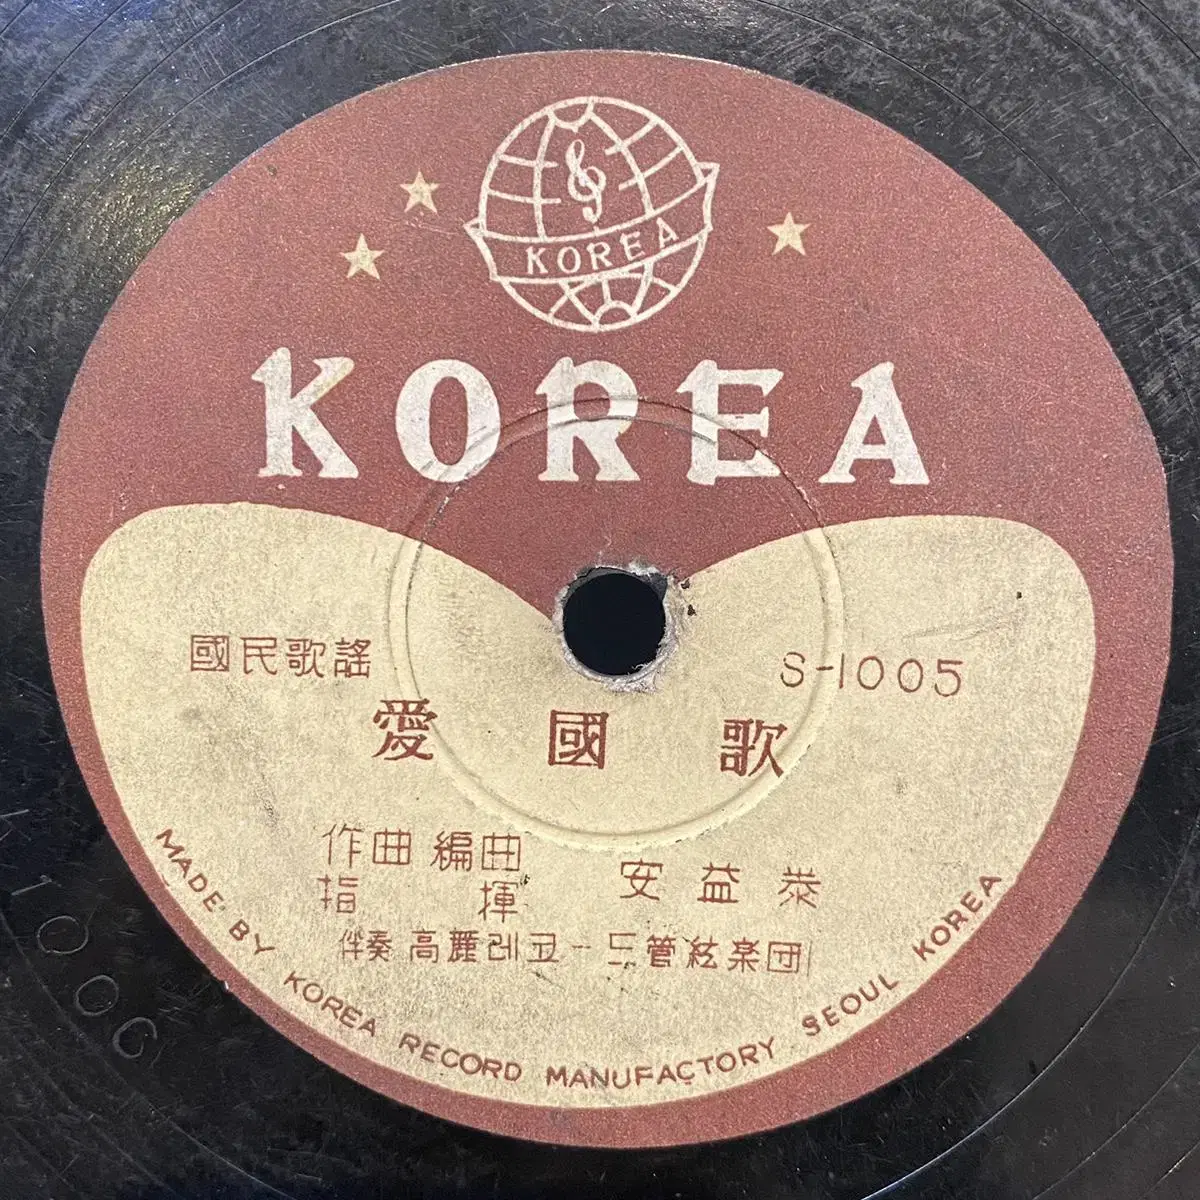 KOREA
KOREA
國民歌謠
S-1005
愛國歌
作曲 編曲
指揮
安益泰
伴奏 高麗레코ー드管絃楽団
MADE BY KOREA RECORD MANUFACTORY SEOUL KOREA